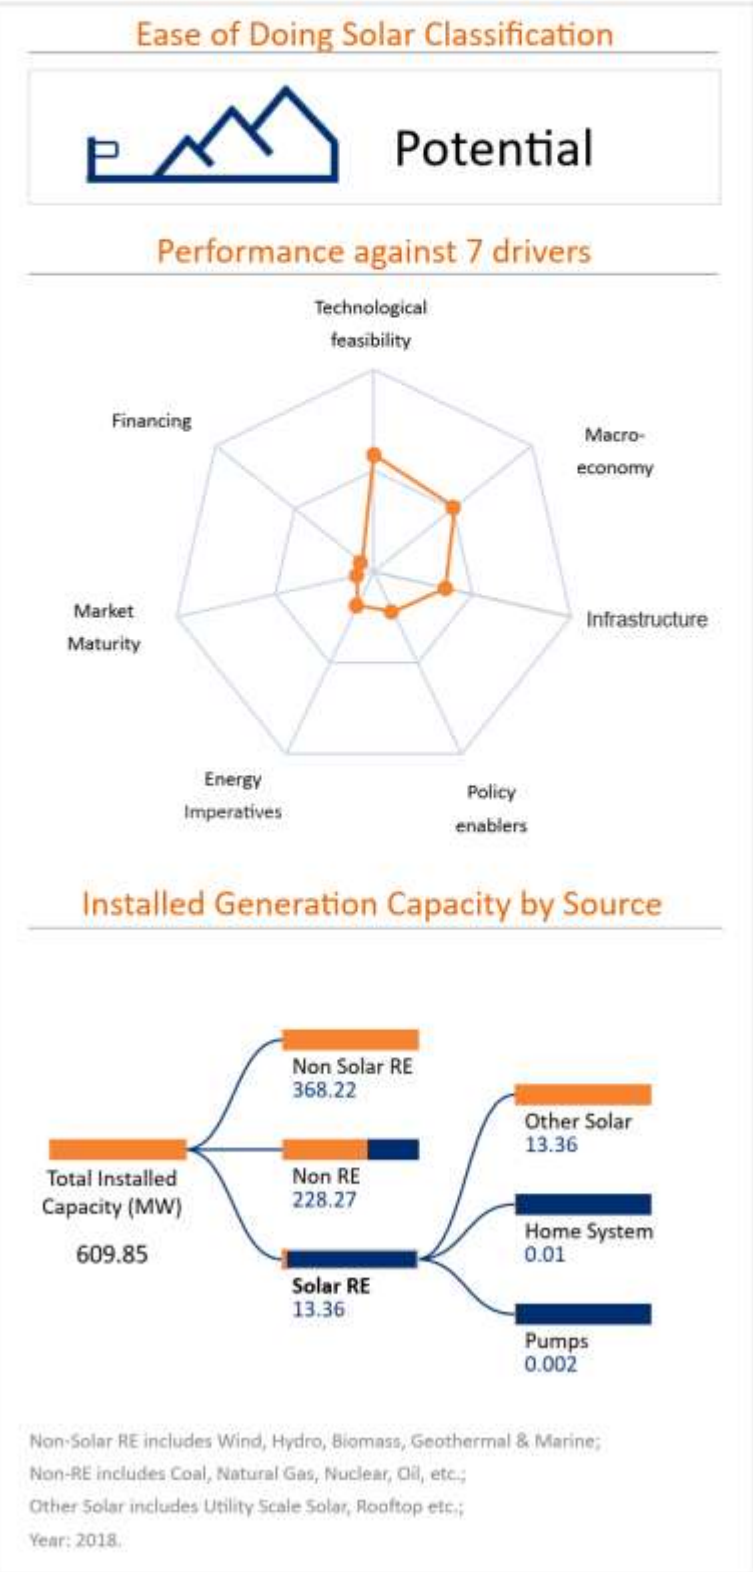 Ease of Doing Solar Classification
Potential
Performance against 7 drivers
Technological
feasibility
Financing
Macro-
economy
Market
Maturity
Infrastructure
Energy
Imperatives
Policy
enablers
Installed Generation Capacity by Source
Non Solar RE
368.22
Other Solar
13.36
Total Installed
Capacity (MW)
609.85
Non RE
228.27
Home System
0.01
Solar RE
13.36
Pumps
0.002
Non-Solar RE includes Wind, Hydro, Biomass, Geothermal & Marine;
Non-RE includes Coal, Natural Gas, Nuclear, Oil, etc.;
Other Solar includes Utility Scale Solar, Rooftop etc.;
Year: 2018.